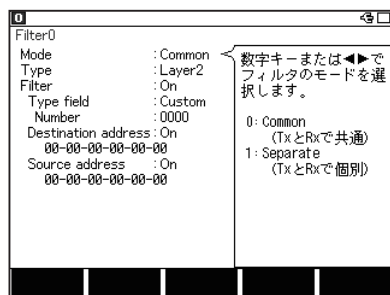 0
Filter0
Mode : Common
Type : Layer2
Filter : On
Type field : Custom
Number : 0000
Destination address : On
00-00-00-00-00-00
Source address : On
00-00-00-00-00-00
数字キーまたは◀▶で
フィルタのモードを選
択します。
0: Common
(TxとRxで共通)
1: Separate
(TxとRxで個別)